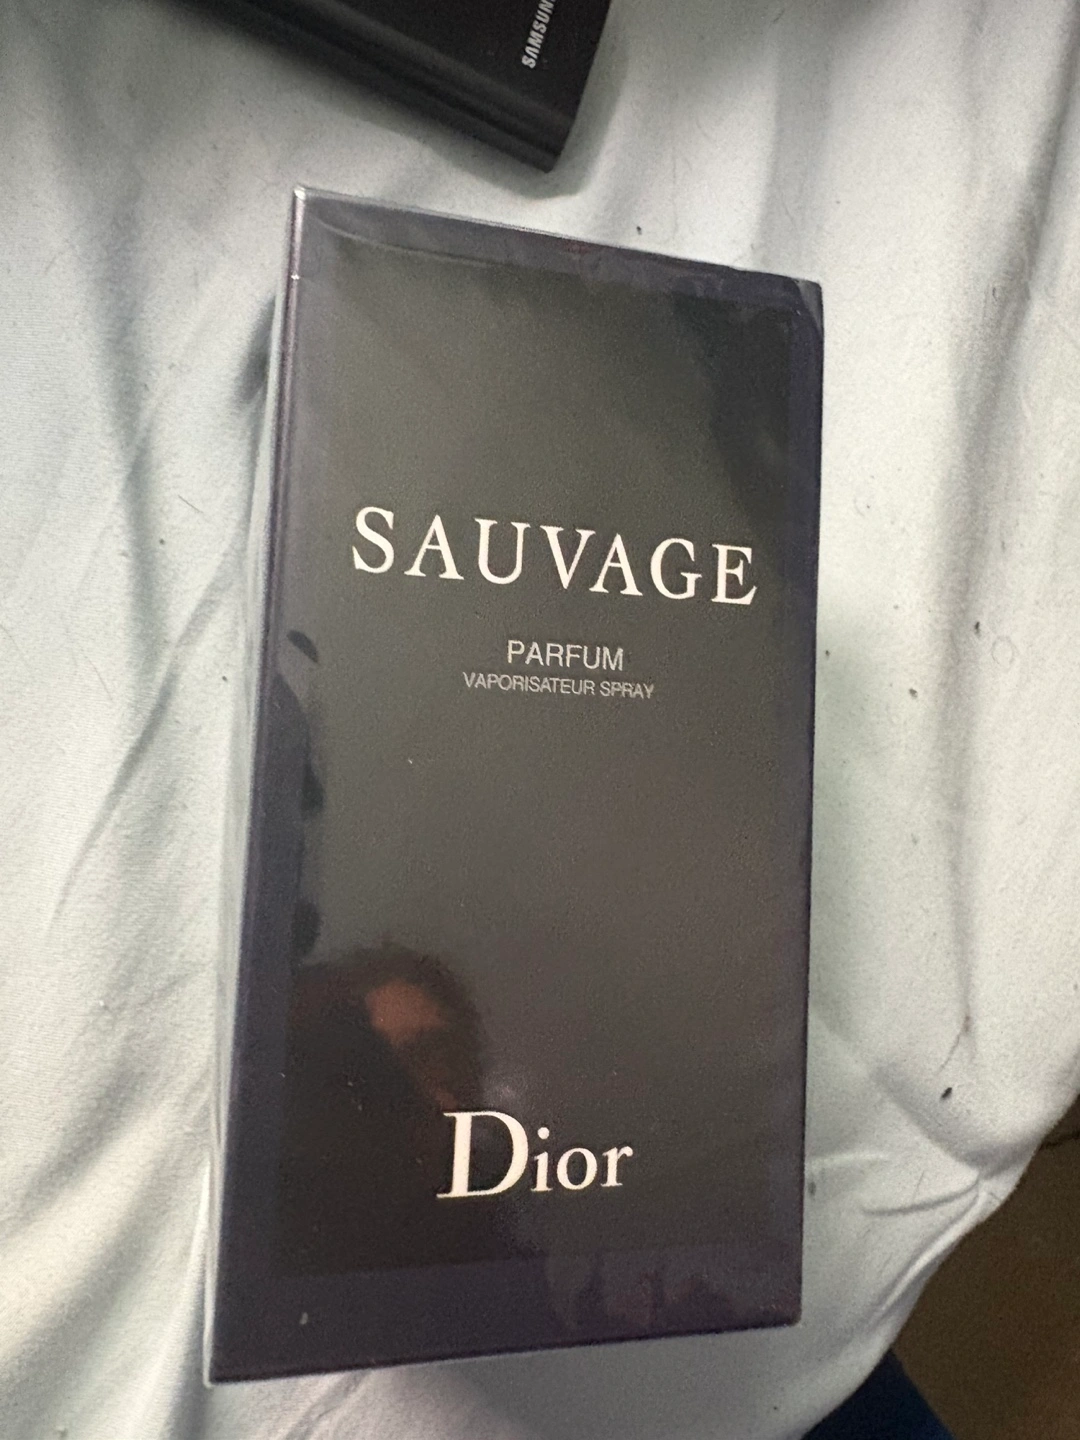 SAMSUNG
SAUVAGE
PARFUM
VAPORISATEUR SPRAY
Dior